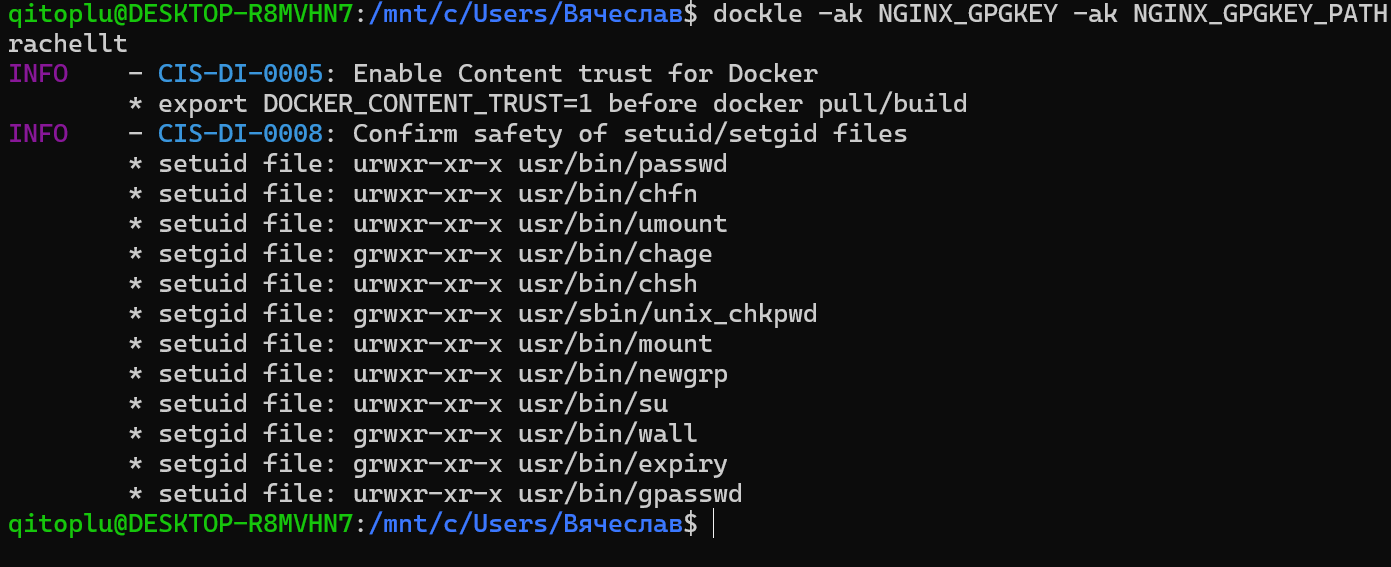 qitoplu@DESKTOP-R8MVHN7:/mnt/c/Users/Вячеслав$ dockle -ak NGINX_GPGKEY -ak NGINX_GPGKEY_PATH
rachellt
INFO    - CIS-DI-0005: Enable Content trust for Docker
        * export DOCKER_CONTENT_TRUST=1 before docker pull/build
INFO    - CIS-DI-0008: Confirm safety of setuid/setgid files
        * setuid file: urwxr-xr-x usr/bin/passwd
        * setuid file: urwxr-xr-x usr/bin/chfn
        * setuid file: urwxr-xr-x usr/bin/umount
        * setgid file: grwxr-xr-x usr/bin/chage
        * setuid file: urwxr-xr-x usr/bin/chsh
        * setgid file: grwxr-xr-x usr/sbin/unix_chkpwd
        * setuid file: urwxr-xr-x usr/bin/mount
        * setuid file: urwxr-xr-x usr/bin/newgrp
        * setuid file: urwxr-xr-x usr/bin/su
        * setgid file: grwxr-xr-x usr/bin/wall
        * setgid file: grwxr-xr-x usr/bin/expiry
        * setuid file: urwxr-xr-x usr/bin/gpasswd
qitoplu@DESKTOP-R8MVHN7:/mnt/c/Users/Вячеслав$